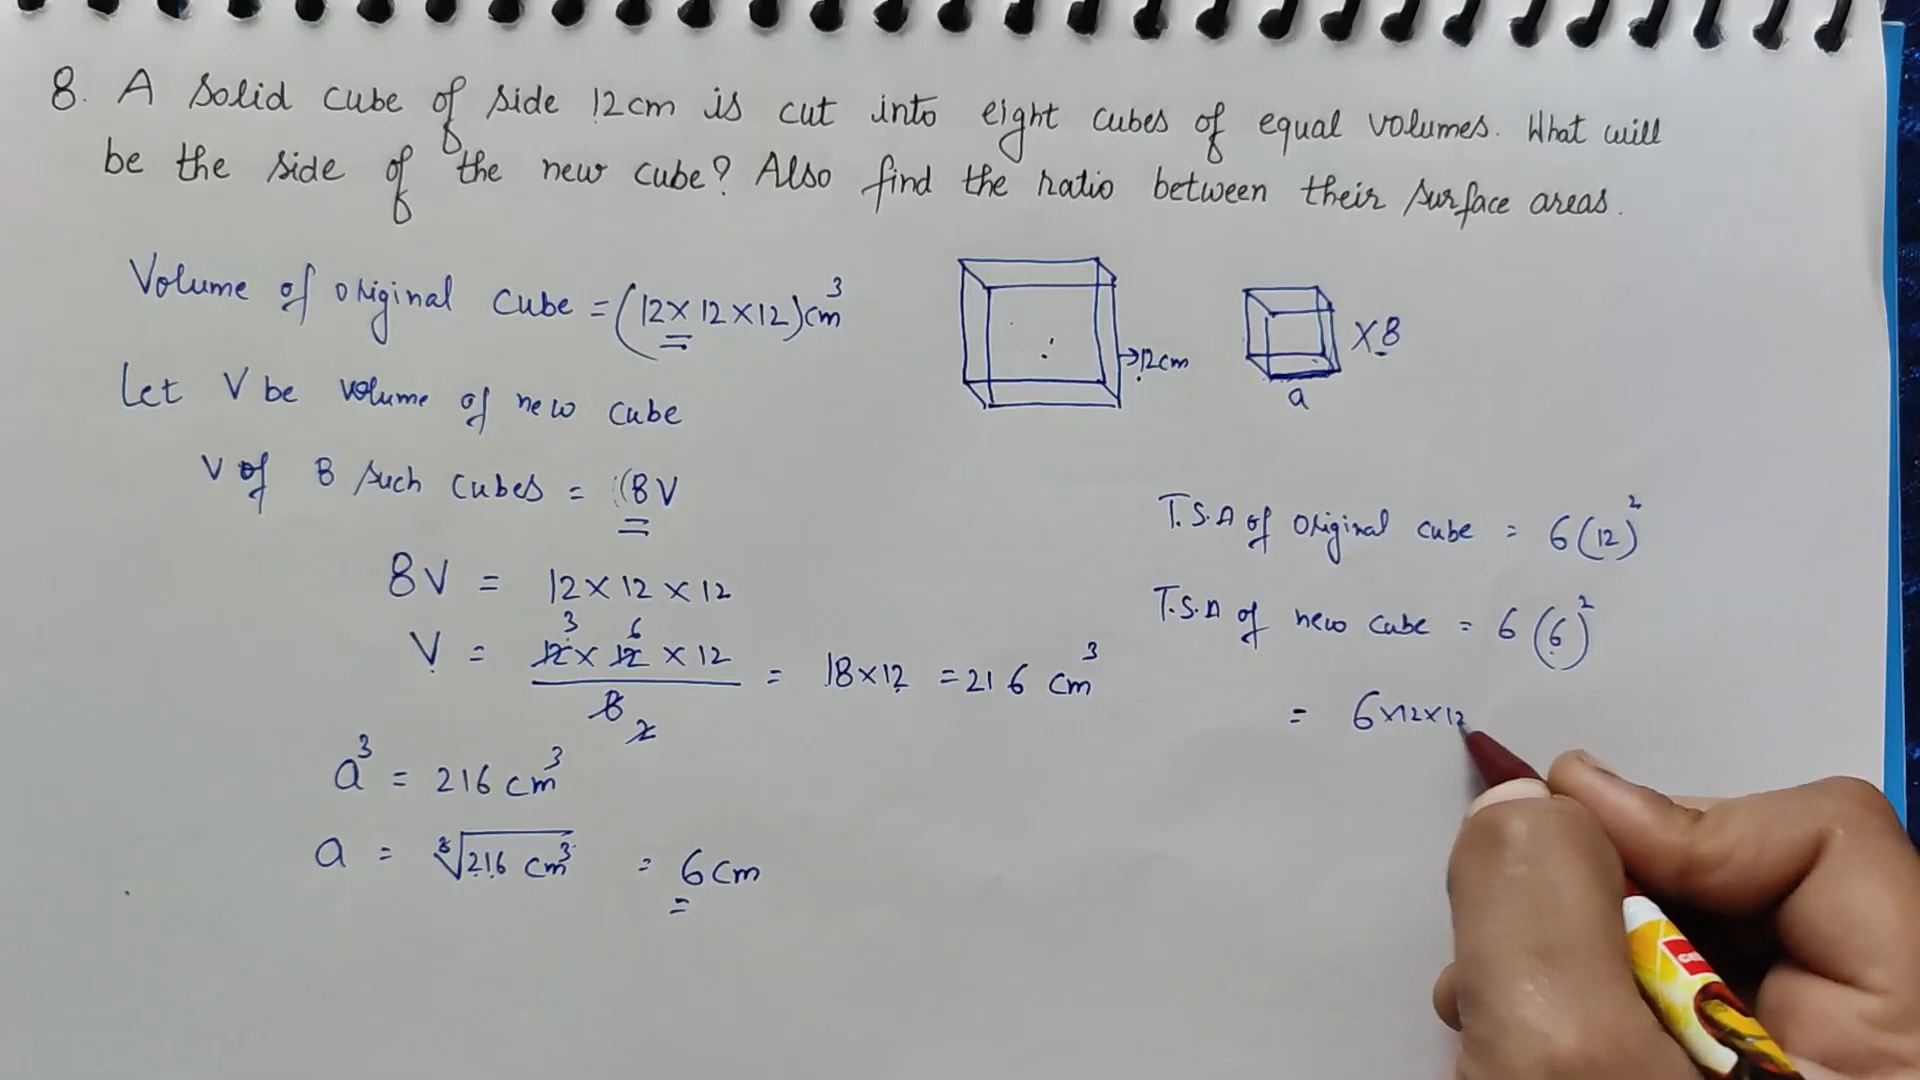 8. A solid cube of side 12cm is cut into eight cubes of equal volumes. What will
be the side of the new cube? Also find the ratio between their surface areas.
Volume of original cube = (12 × 12 × 12) cm³
→12cm
× 8
a
Let V be volume of new cube
V of 8 such cubes = (8V
8V = 12 × 12 × 12
3 6
V = 12 × 12 × 12 = 18×12 = 216 cm³
8 2
a³ = 216 cm³
a = ∛216 cm³ = 6cm
T.S.A of original cube = 6(12)²
T.S.A of new cube = 6(6)²
= 6×12×12